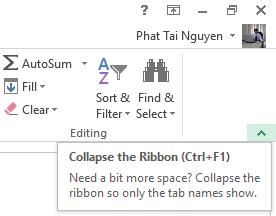 Phat Tai Nguyen
AutoSum
Fill
Clear
Sort & Filter
Find & Select
Editing
Collapse the Ribbon (Ctrl+F1)
Need a bit more space? Collapse the
ribbon so only the tab names show.